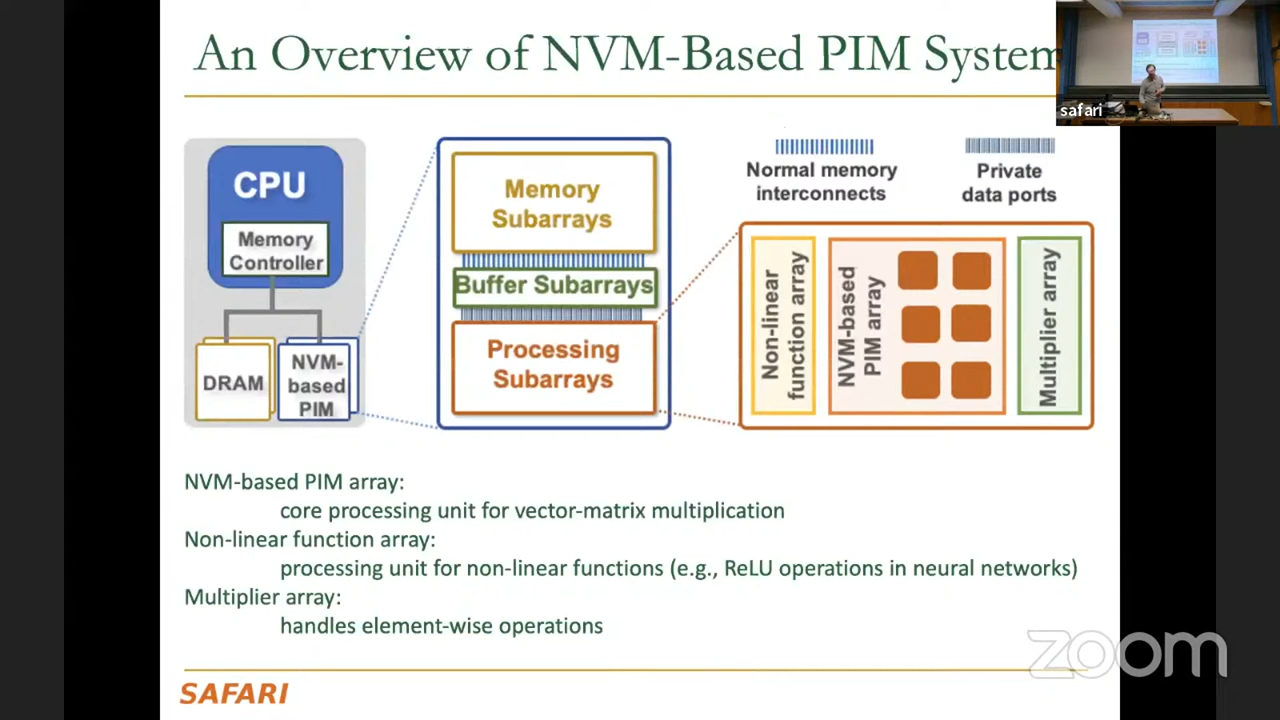 An Overview of NVM-Based PIM System
safari
CPU
Memory
Controller
DRAM
NVM-
based
PIM
Memory
Subarrays
Buffer Subarrays
Processing
Subarrays
Normal memory
interconnects
Private
data ports
Non-linear
function array
NVM-based
PIM array
Multiplier array
NVM-based PIM array:
core processing unit for vector-matrix multiplication
Non-linear function array:
processing unit for non-linear functions (e.g., ReLU operations in neural networks)
Multiplier array:
handles element-wise operations
zoom
SAFARI